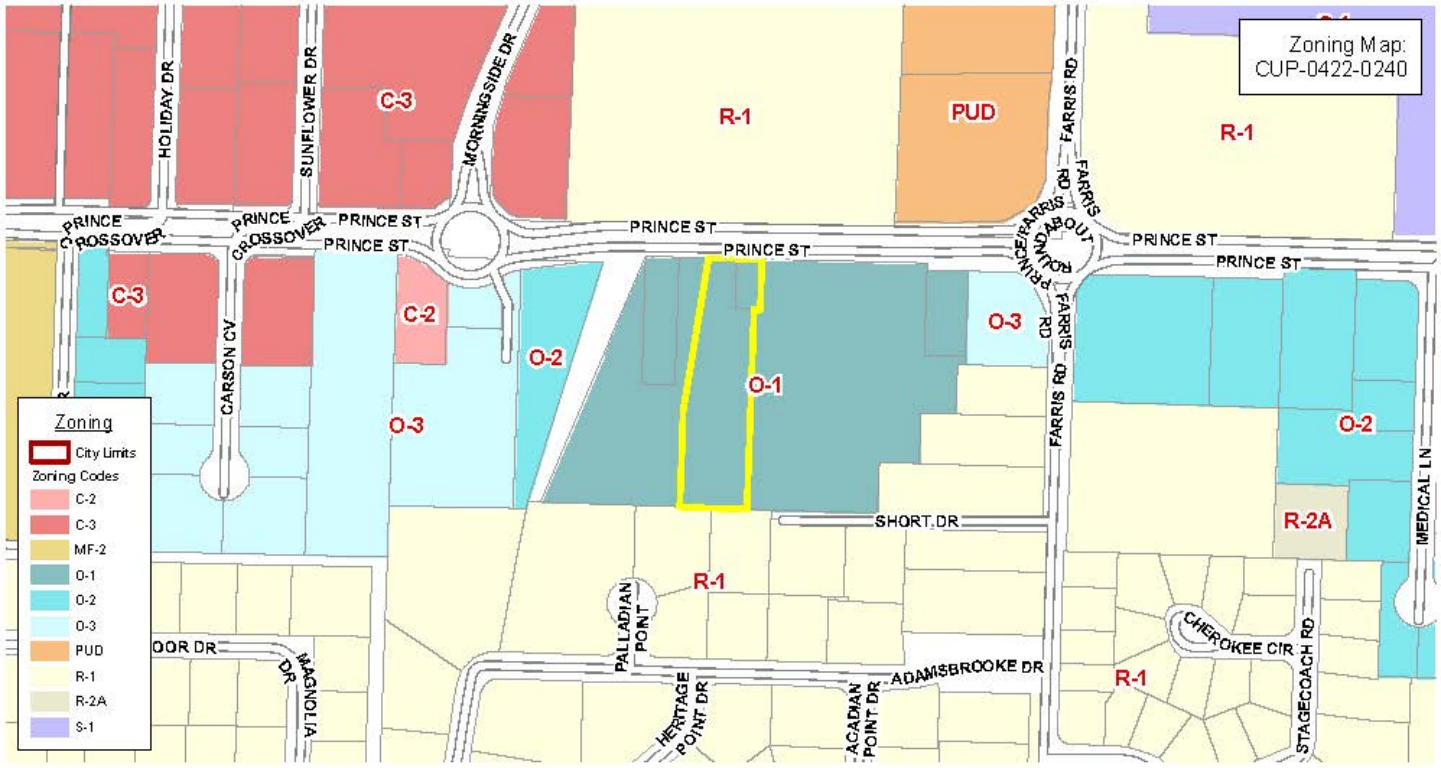 Zoning Map:
CUP-0422-0240
HOLIDAY DR
SUNFLOWER DR
C-3
MORNINGSIDE DR
R-1
PUD
FARRIS RD
R-1
PRINCE
CROSSOVER
PRINCE
CROSSOVER
PRINCE ST
PRINCE ST
PRINCE ST
PRINCE ST
PRINCE/FARRIS
RD
FARRIS
ROUNDABOUT
PRINCE ST
PRINCE ST
C-3
CARSON CV
C-2
O-3
O-2
O-1
O-3
FARRIS
RD
FARRIS RD
O-2
MEDICAL LN
R-2A
SHORT DR
R-1
PALLADIAN
POINT
ADAMSBROOKE DR
HERITAGE
POINT DR
ACADIAN
POINT DR
CHEROKEE CIR
STAGECOACH RD
R-1
OOR DR
MAGNOLIA
DR
Zoning
City Limits
Zoning Codes
C-2
C-3
MF-2
O-1
O-2
O-3
PUD
R-1
R-2A
S-1